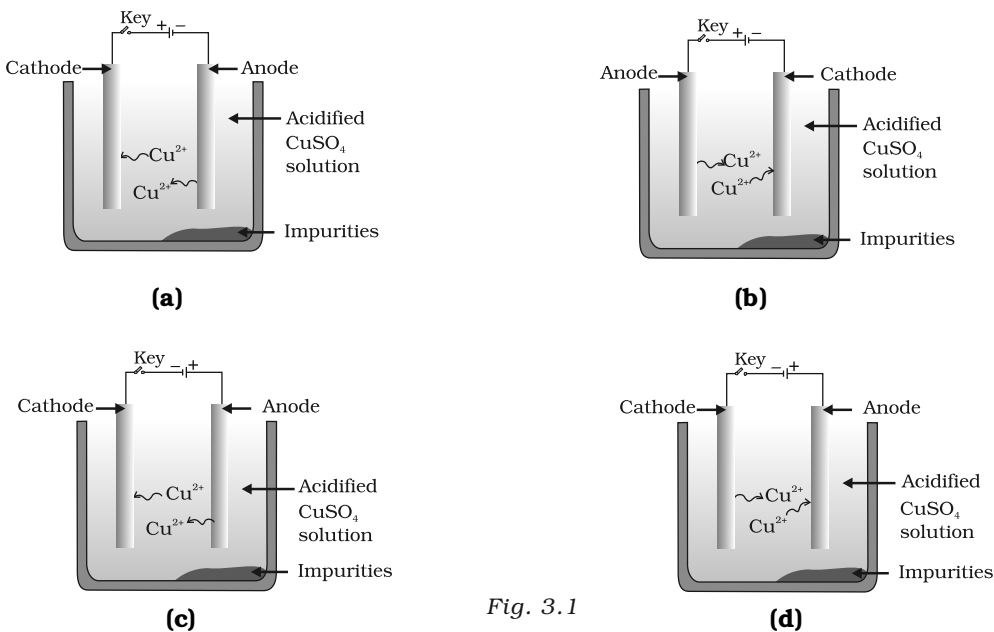 Key + –
Cathode
Anode
Acidified
CuSO₄
solution
Cu²⁺
Cu²⁺
Impurities
(a)
Key + –
Anode
Cathode
Acidified
CuSO₄
solution
Cu²⁺
Cu²⁺
Impurities
(b)
Key – +
Cathode
Anode
Acidified
CuSO₄
solution
Cu²⁺
Cu²⁺
Impurities
(c)
Key – +
Cathode
Anode
Acidified
CuSO₄
solution
Cu²⁺
Cu²⁺
Impurities
(d)
Fig. 3.1